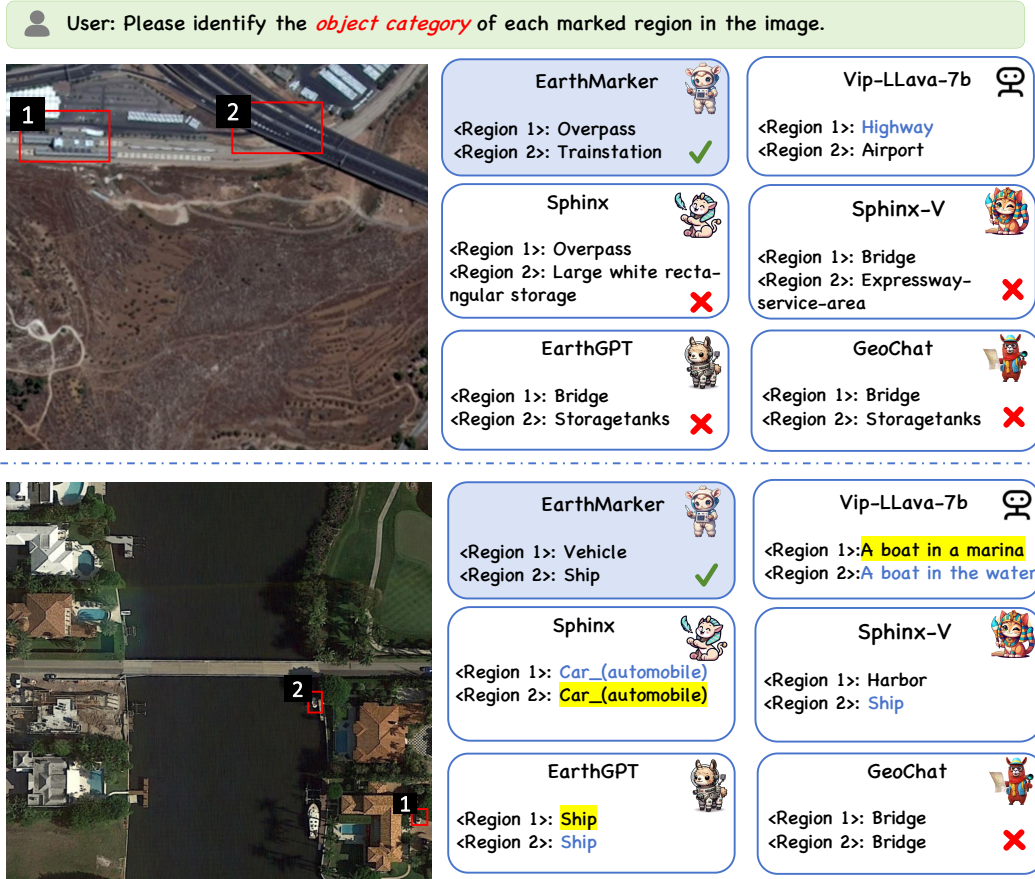 User: Please identify the object category of each marked region in the image.
1
2
EarthMarker
<Region 1>: Overpass
<Region 2>: Trainstation
Vip-LLava-7b
<Region 1>: Highway
<Region 2>: Airport
Sphinx
<Region 1>: Overpass
<Region 2>: Large white recta-
ngular storage
Sphinx-V
<Region 1>: Bridge
<Region 2>: Expressway-
service-area
EarthGPT
<Region 1>: Bridge
<Region 2>: Storagetanks
GeoChat
<Region 1>: Bridge
<Region 2>: Storagetanks
2
1
EarthMarker
<Region 1>: Vehicle
<Region 2>: Ship
Vip-LLava-7b
<Region 1>:A boat in a marina
<Region 2>:A boat in the water
Sphinx
<Region 1>: Car_(automobile)
<Region 2>: Car_(automobile)
Sphinx-V
<Region 1>: Harbor
<Region 2>: Ship
EarthGPT
<Region 1>: Ship
<Region 2>: Ship
GeoChat
<Region 1>: Bridge
<Region 2>: Bridge